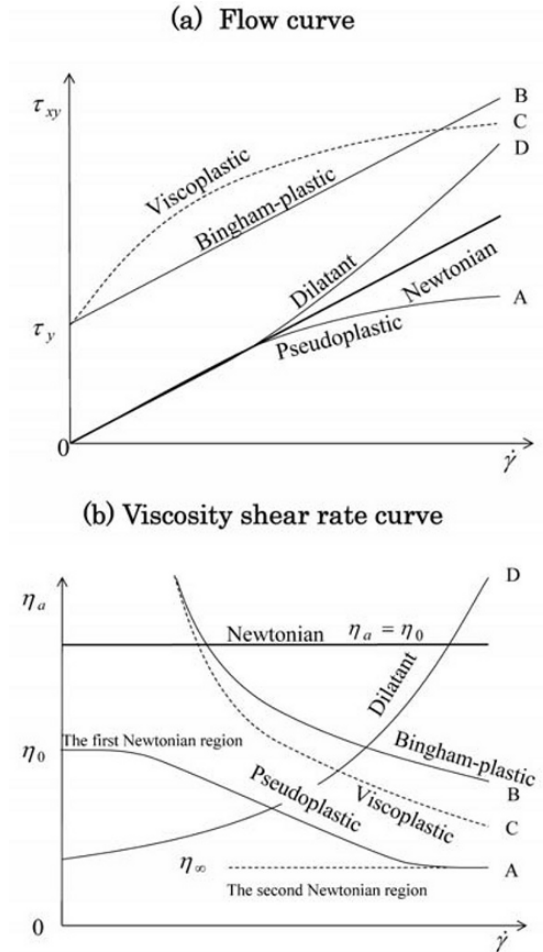 (a) Flow curve
τxy
B
C
D
Viscoplastic
Bingham-plastic
Dilatant
Newtonian
A
Pseudoplastic
τy
0
γ̇
(b) Viscosity shear rate curve
D
ηa
Newtonian ηa = η0
Dilatant
The first Newtonian region
η0
Bingham-plastic
Pseudoplastic
Viscoplastic
B
C
η∞
A
The second Newtonian region
0
γ̇